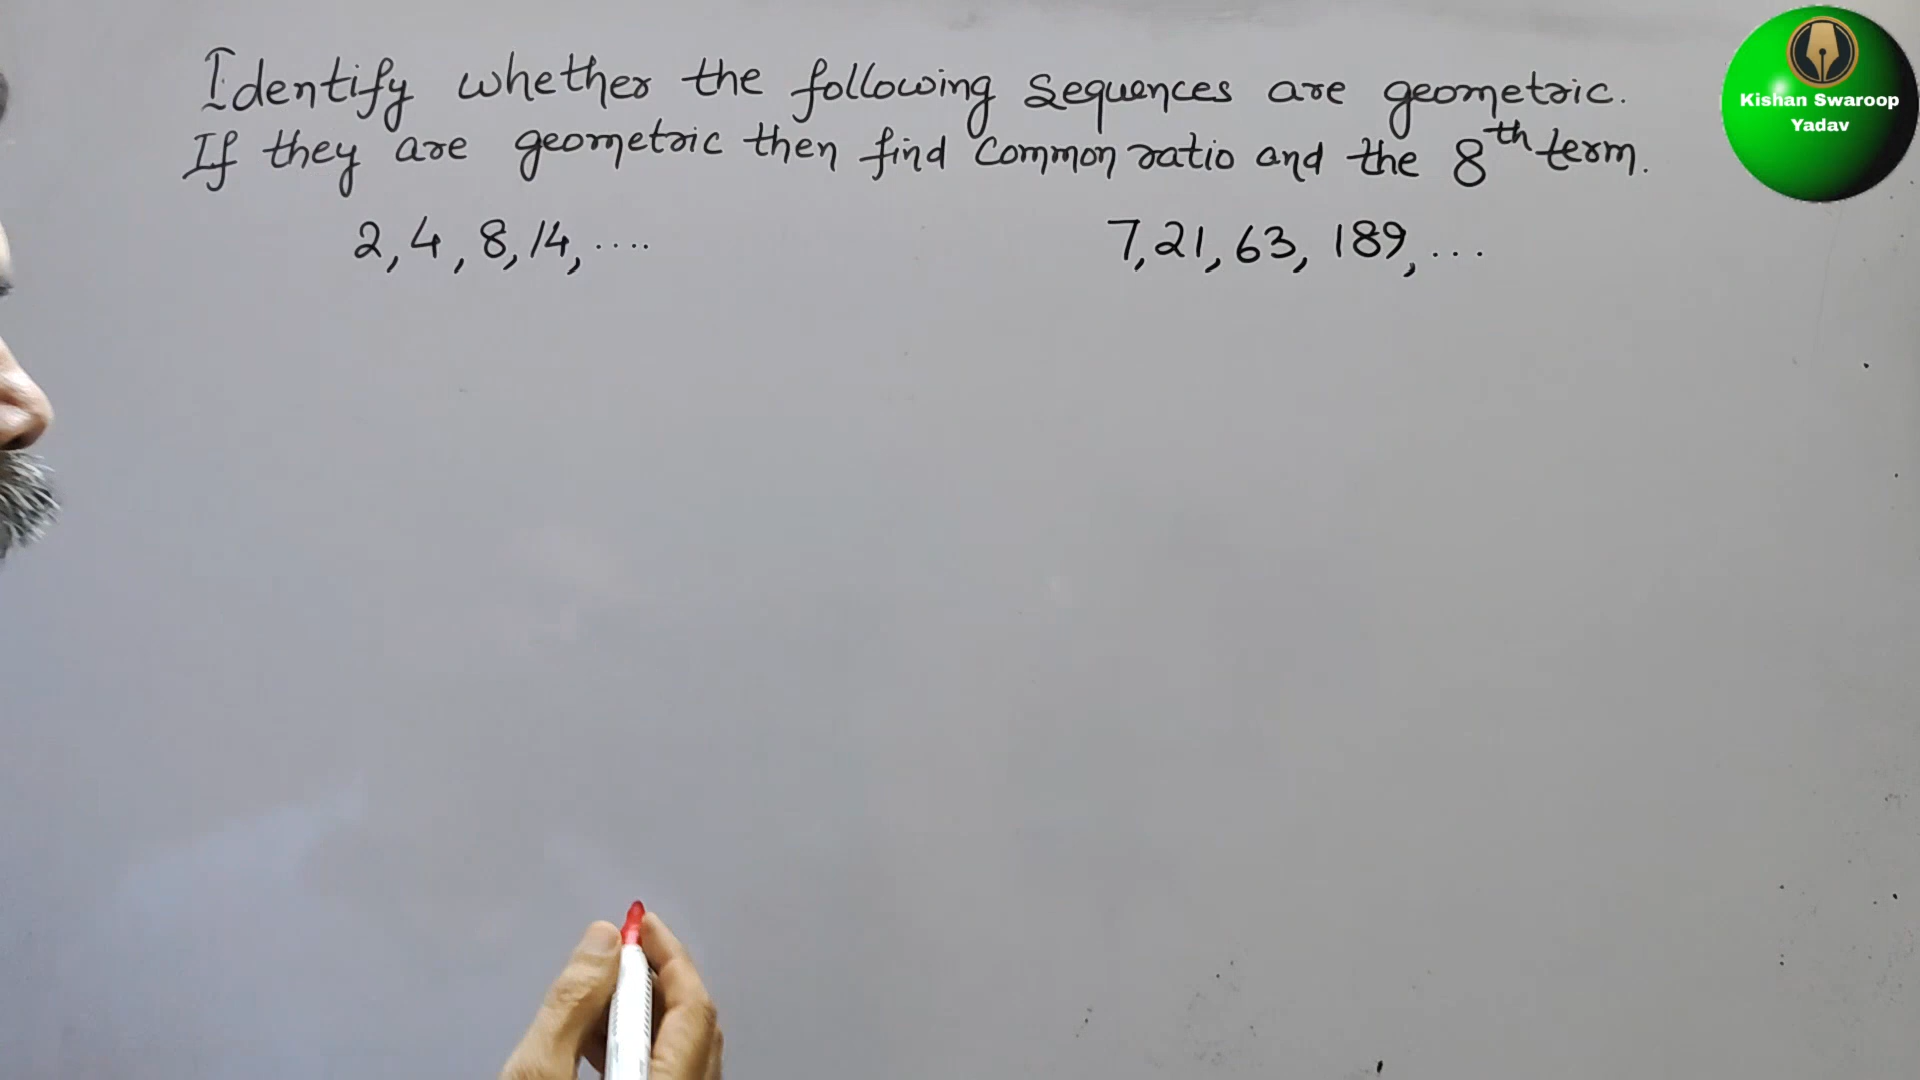 Identify whether the following sequences are geometric.
If they are geometric then find common ratio and the 8th term.
2, 4, 8, 14, ....
7, 21, 63, 189, ...
Kishan Swaroop
Yadav